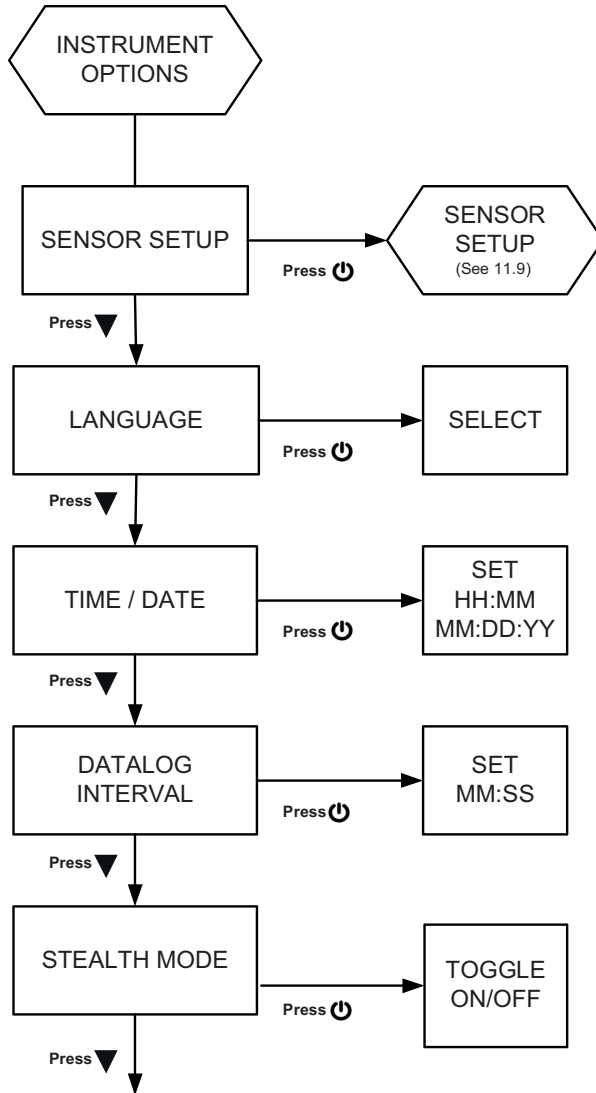 INSTRUMENT
OPTIONS
SENSOR SETUP
Press
SENSOR
SETUP
(See 11.9)
Press
LANGUAGE
Press
SELECT
Press
TIME / DATE
Press
SET
HH:MM
MM:DD:YY
Press
DATALOG
INTERVAL
Press
SET
MM:SS
Press
STEALTH MODE
Press
TOGGLE
ON/OFF
Press